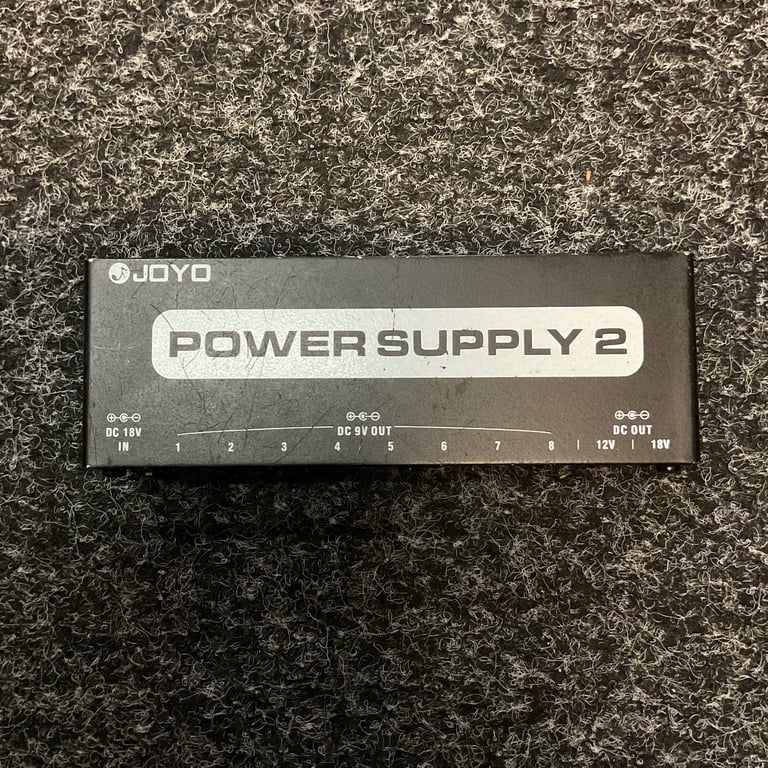 JOYO
POWER SUPPLY 2
DC 18V
IN
DC 9V OUT
1 2 3 4 5 6 7 8
DC OUT
12V | 18V